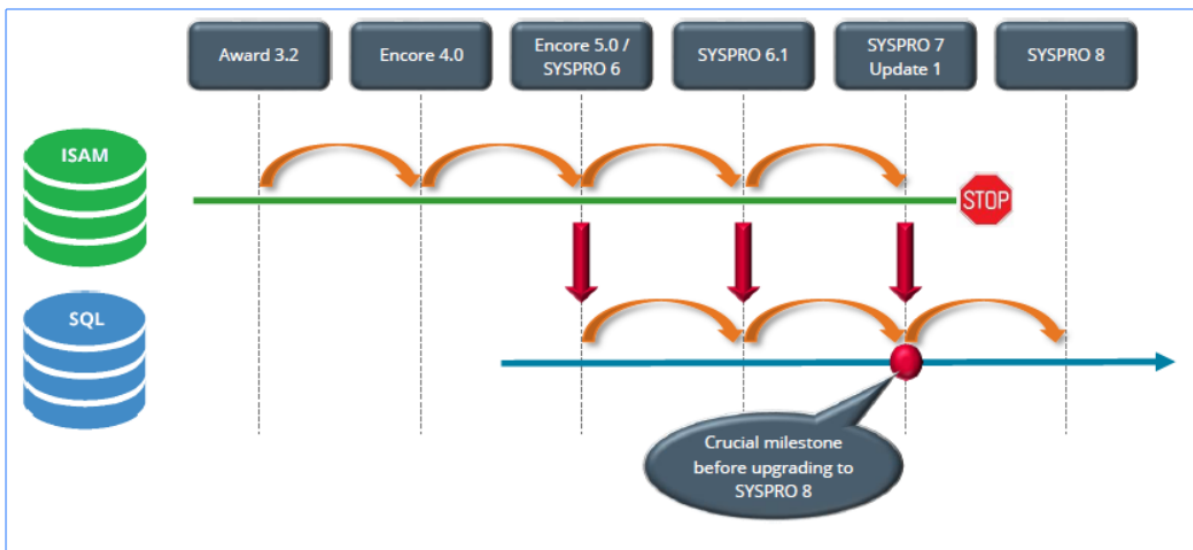 Award 3.2
Encore 4.0
Encore 5.0 /
SYSPRO 6
SYSPRO 6.1
SYSPRO 7
Update 1
SYSPRO 8
ISAM
STOP
SQL
Crucial milestone
before upgrading to
SYSPRO 8